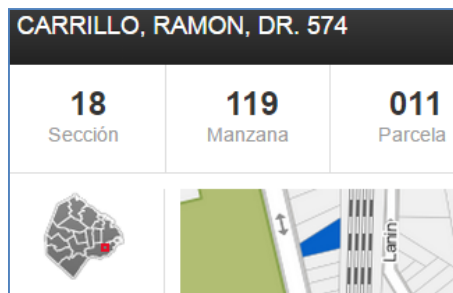 CARRILLO, RAMON, DR. 574
18 119 011
Sección Manzana Parcela
Lanin